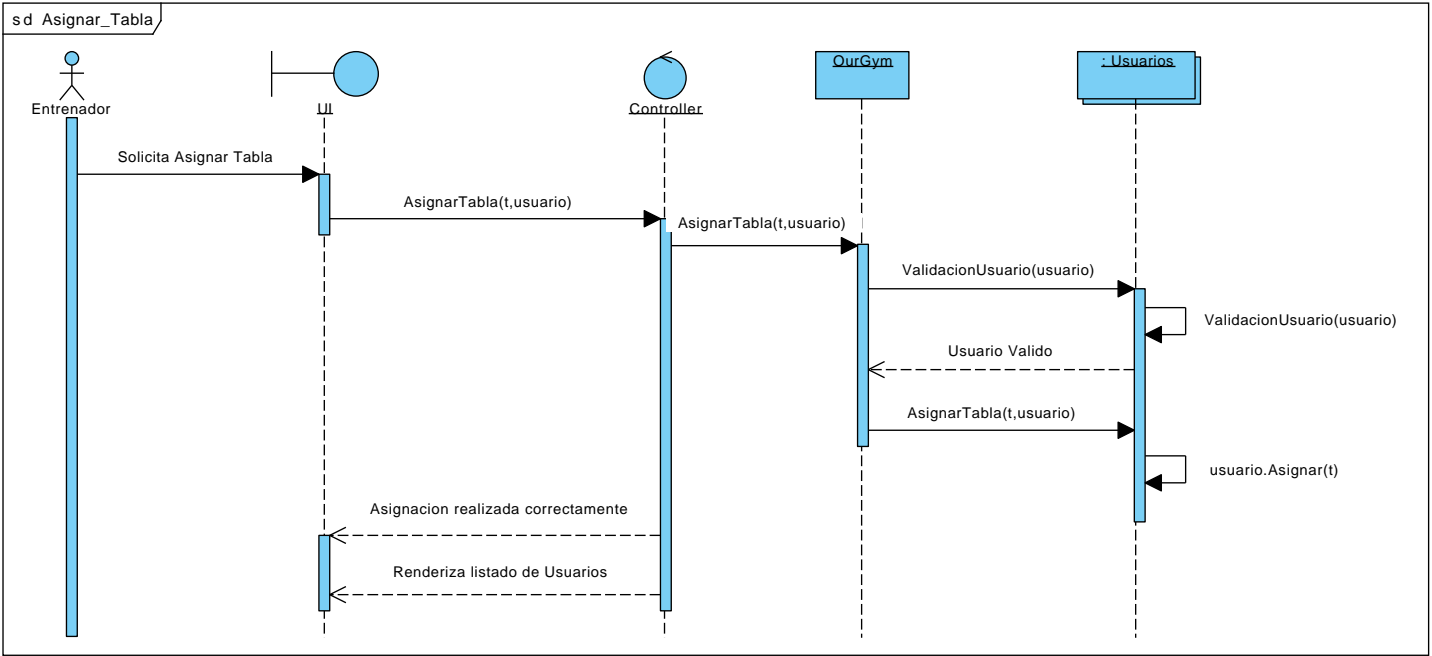 sd Asignar_Tabla
Entrenador
UI
Controller
OurGym
: Usuarios
Solicita Asignar Tabla
AsignarTabla(t,usuario)
AsignarTabla(t,usuario)
ValidacionUsuario(usuario)
ValidacionUsuario(usuario)
Usuario Valido
AsignarTabla(t,usuario)
usuario.Asignar(t)
Asignacion realizada correctamente
Renderiza listado de Usuarios